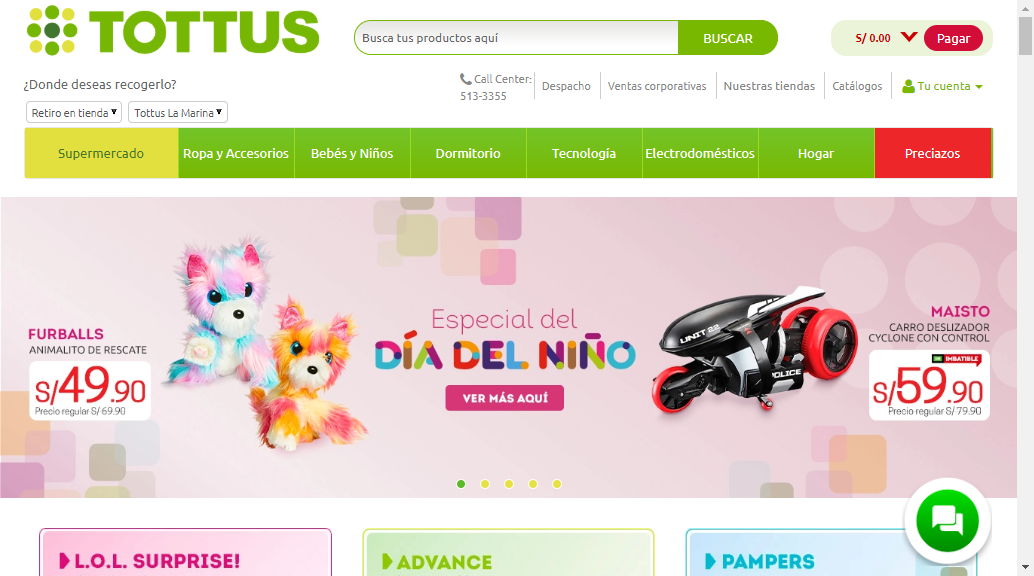 TOTTUS
Busca tus productos aquí
BUSCAR
S/ 0.00
Pagar
¿Donde deseas recogerlo?
Call Center:
513-3355
Despacho
Ventas corporativas
Nuestras tiendas
Catálogos
Tu cuenta
Retiro en tienda
Tottus La Marina
Supermercado
Ropa y Accesorios
Bebés y Niños
Dormitorio
Tecnología
Electrodomésticos
Hogar
Preciazos
FURBALLS
ANIMALITO DE RESCATE
S/49.90
Precio regular S/ 69.90
Especial del
DÍA DEL NIÑO
VER MÁS AQUÍ
UNIT 22
POLICE
MAISTO
CARRO DESLIZADOR
CYCLONE CON CONTROL
IMBATIBLE
S/59.90
Precio regular S/ 79.90
L.O.L. SURPRISE!
ADVANCE
PAMPERS